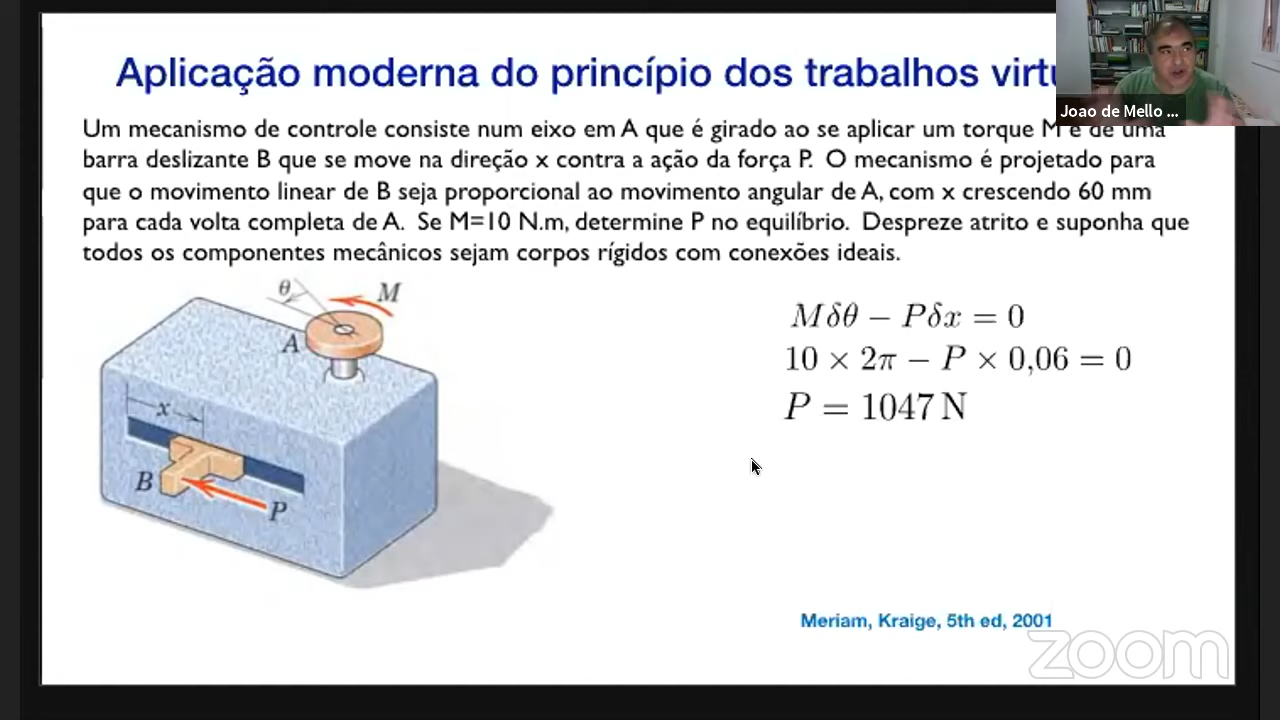 Aplicação moderna do princípio dos trabalhos virtu
Joao de Mello ...
Um mecanismo de controle consiste num eixo em A que é girado ao se aplicar um torque M e de uma
barra deslizante B que se move na direção x contra a ação da força P. O mecanismo é projetado para
que o movimento linear de B seja proporcional ao movimento angular de A, com x crescendo 60 mm
para cada volta completa de A. Se M=10 N.m, determine P no equilíbrio. Despreze atrito e suponha que
todos os componentes mecânicos sejam corpos rígidos com conexões ideais.
θ
M
A
x
B
P
Mδθ − Pδx = 0
10 × 2π − P × 0,06 = 0
P = 1047 N
Meriam, Kraige, 5th ed, 2001
zoom